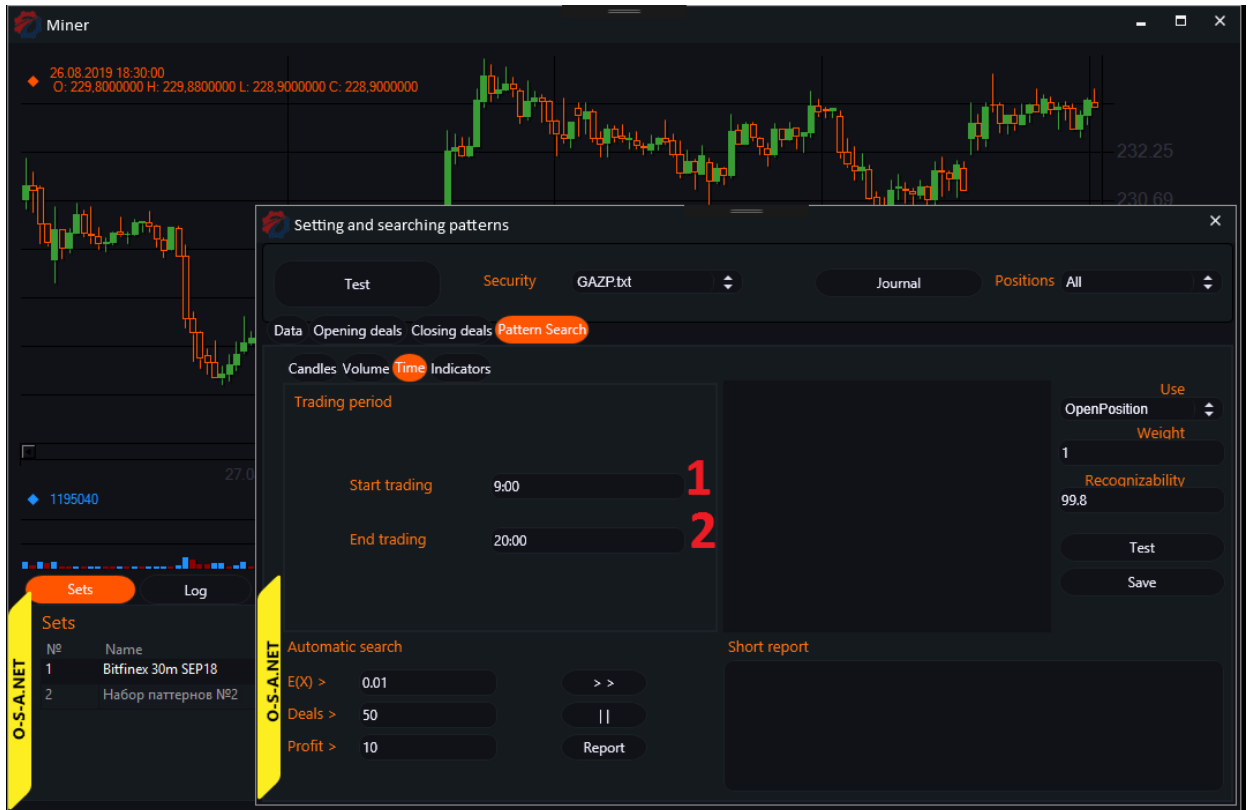 Miner
26.08.2019 18:30:00
O: 229,8000000 H: 229,8800000 L: 228,9000000 C: 228,9000000
232.25
230.69
Setting and searching patterns
Test
Security
GAZP.txt
Journal
Positions
All
Data
Opening deals
Closing deals
Pattern Search
Candles
Volume
Time
Indicators
Trading period
Start trading
9:00
1
End trading
20:00
2
Use
OpenPosition
Weight
1
Recognizability
99.8
Test
Save
27.0
1195040
Sets
Log
Sets
№
Name
1
Bitfinex 30m SEP18
2
Набор паттернов №2
O-S-A.NET
O-S-A.NET
Automatic search
E(X) >
0.01
> >
Deals >
50
| |
Profit >
10
Report
Short report